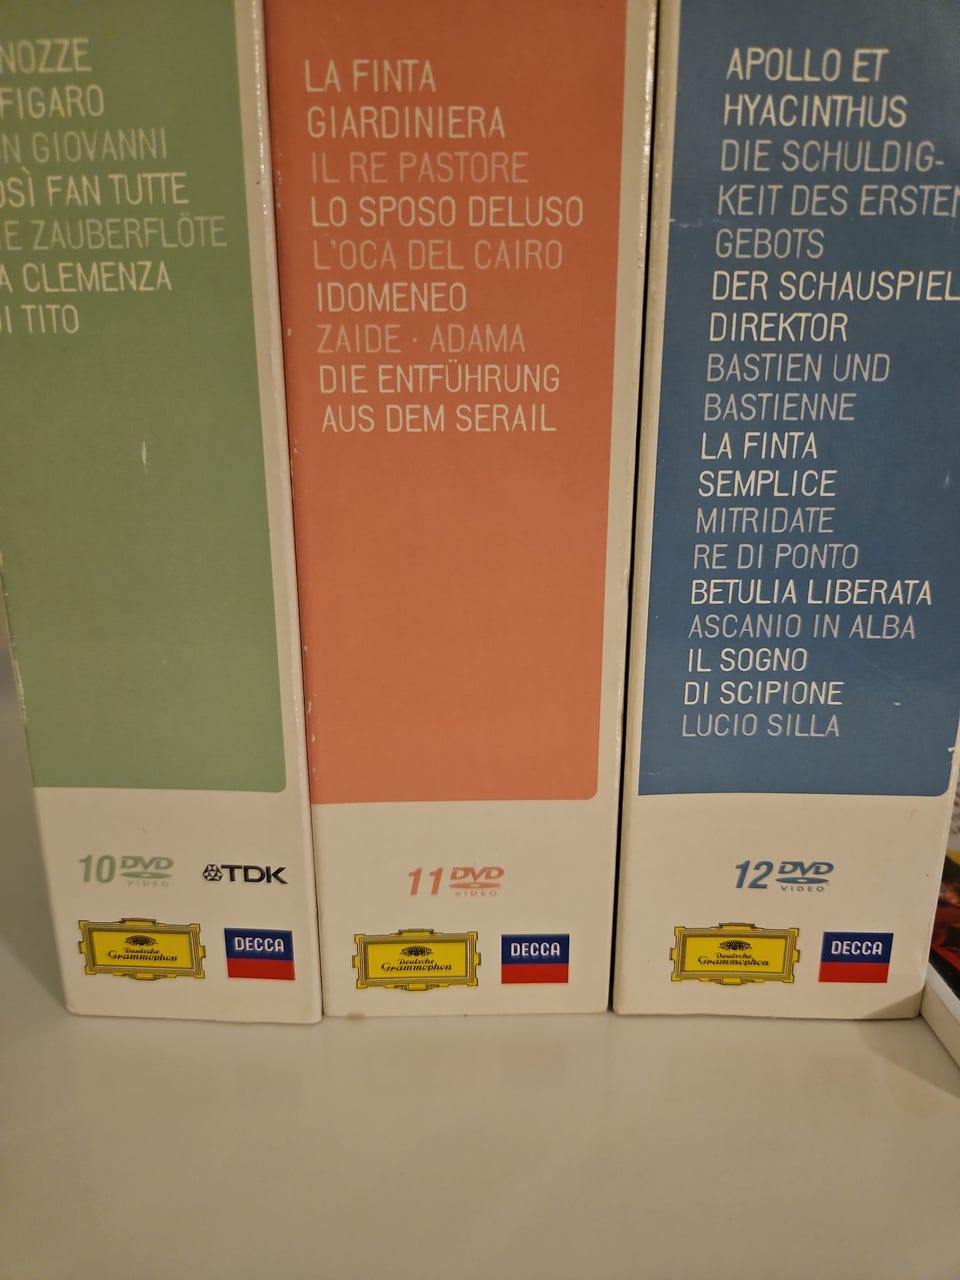 NOZZE
FIGARO
N GIOVANNI
OSÌ FAN TUTTE
E ZAUBERFLÖTE
A CLEMENZA
DI TITO
10 DVD
VIDEO
TDK
Deutsche
Grammophon
DECCA
LA FINTA
GIARDINIERA
IL RE PASTORE
LO SPOSO DELUSO
L'OCA DEL CAIRO
IDOMENEO
ZAIDE · ADAMA
DIE ENTFÜHRUNG
AUS DEM SERAIL
11 DVD
VIDEO
Deutsche
Grammophon
DECCA
APOLLO ET
HYACINTHUS
DIE SCHULDIG-
KEIT DES ERSTEN
GEBOTS
DER SCHAUSPIEL
DIREKTOR
BASTIEN UND
BASTIENNE
LA FINTA
SEMPLICE
MITRIDATE
RE DI PONTO
BETULIA LIBERATA
ASCANIO IN ALBA
IL SOGNO
DI SCIPIONE
LUCIO SILLA
12 DVD
VIDEO
Deutsche
Grammophon
DECCA